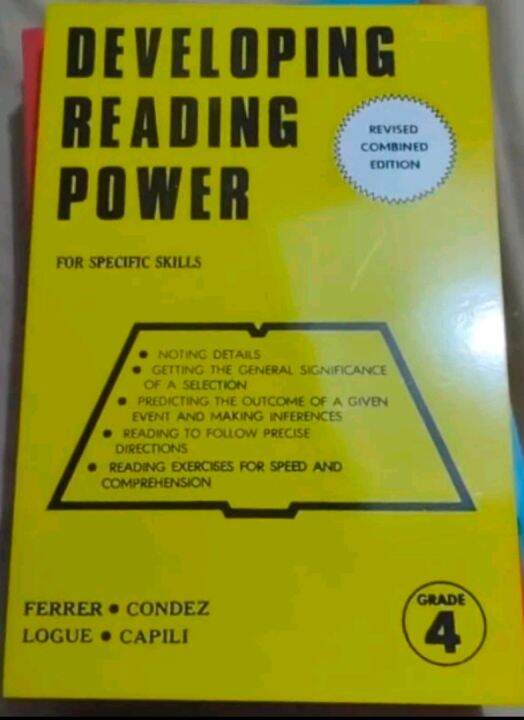 DEVELOPING
READING
POWER
REVISED
COMBINED
EDITION
FOR SPECIFIC SKILLS
● NOTING DETAILS
● GETTING THE GENERAL SIGNIFICANCE
OF A SELECTION
● PREDICTING THE OUTCOME OF A GIVEN
EVENT AND MAKING INFERENCES
● READING TO FOLLOW PRECISE
DIRECTIONS
● READING EXERCISES FOR SPEED AND
COMPREHENSION
FERRER ● CONDEZ
LOGUE ● CAPILI
GRADE
4